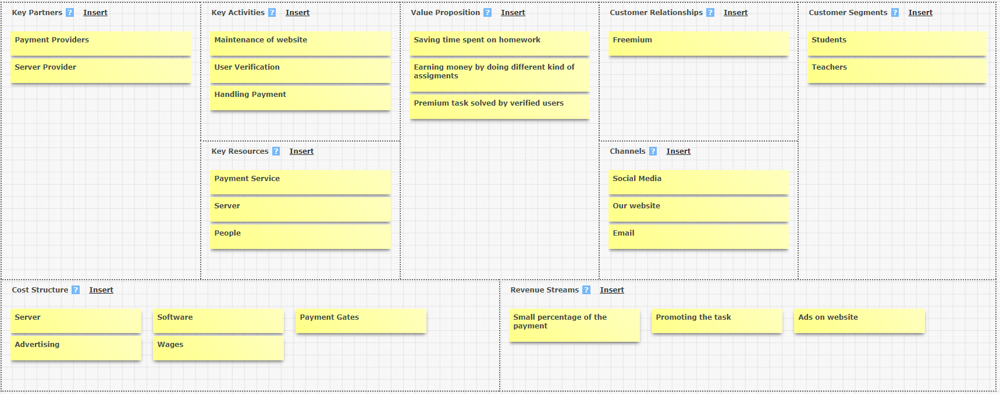 Key Partners ? Insert
Payment Providers
Server Provider
Key Activities ? Insert
Maintenance of website
User Verification
Handling Payment
Key Resources ? Insert
Payment Service
Server
People
Value Proposition ? Insert
Saving time spent on homework
Earning money by doing different kind of
assigments
Premium task solved by verified users
Customer Relationships ? Insert
Freemium
Channels ? Insert
Social Media
Our website
Email
Customer Segments ? Insert
Students
Teachers
Cost Structure ? Insert
Server
Software
Payment Gates
Advertising
Wages
Revenue Streams ? Insert
Small percentage of the
payment
Promoting the task
Ads on website